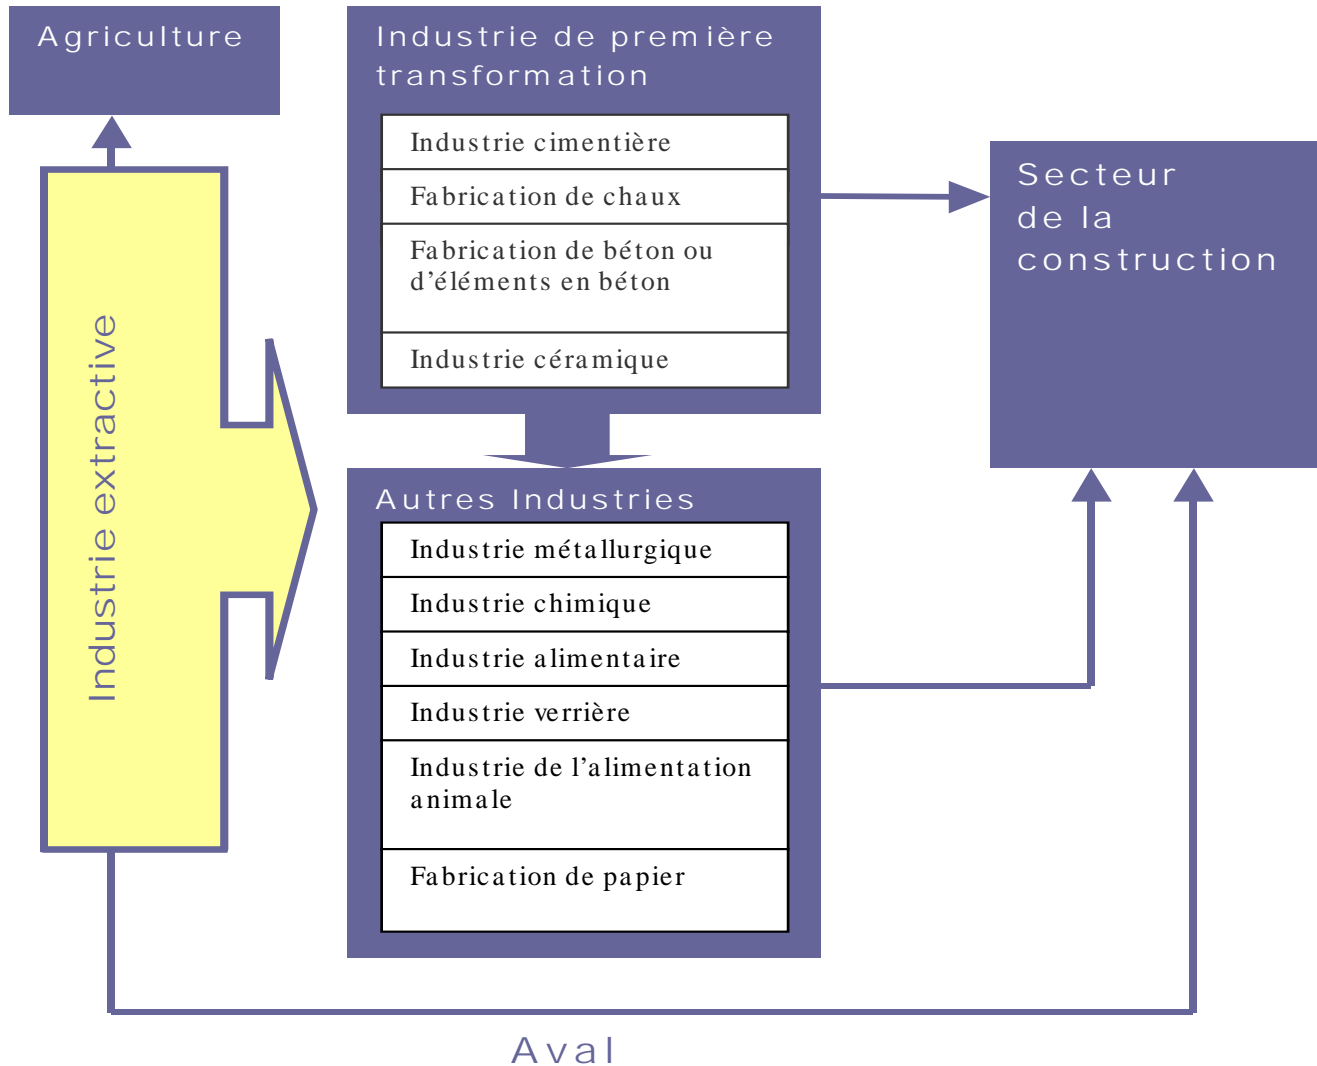 Agriculture
Industrie de première
transformation
Industrie cimentière
Fabrication de chaux
Fabrication de béton ou
d’éléments en béton
Industrie céramique
Secteur
de la
construction
Industrie extractive
Autres Industries
Industrie métallurgique
Industrie chimique
Industrie alimentaire
Industrie verrière
Industrie de l’alimentation
animale
Fabrication de papier
Aval